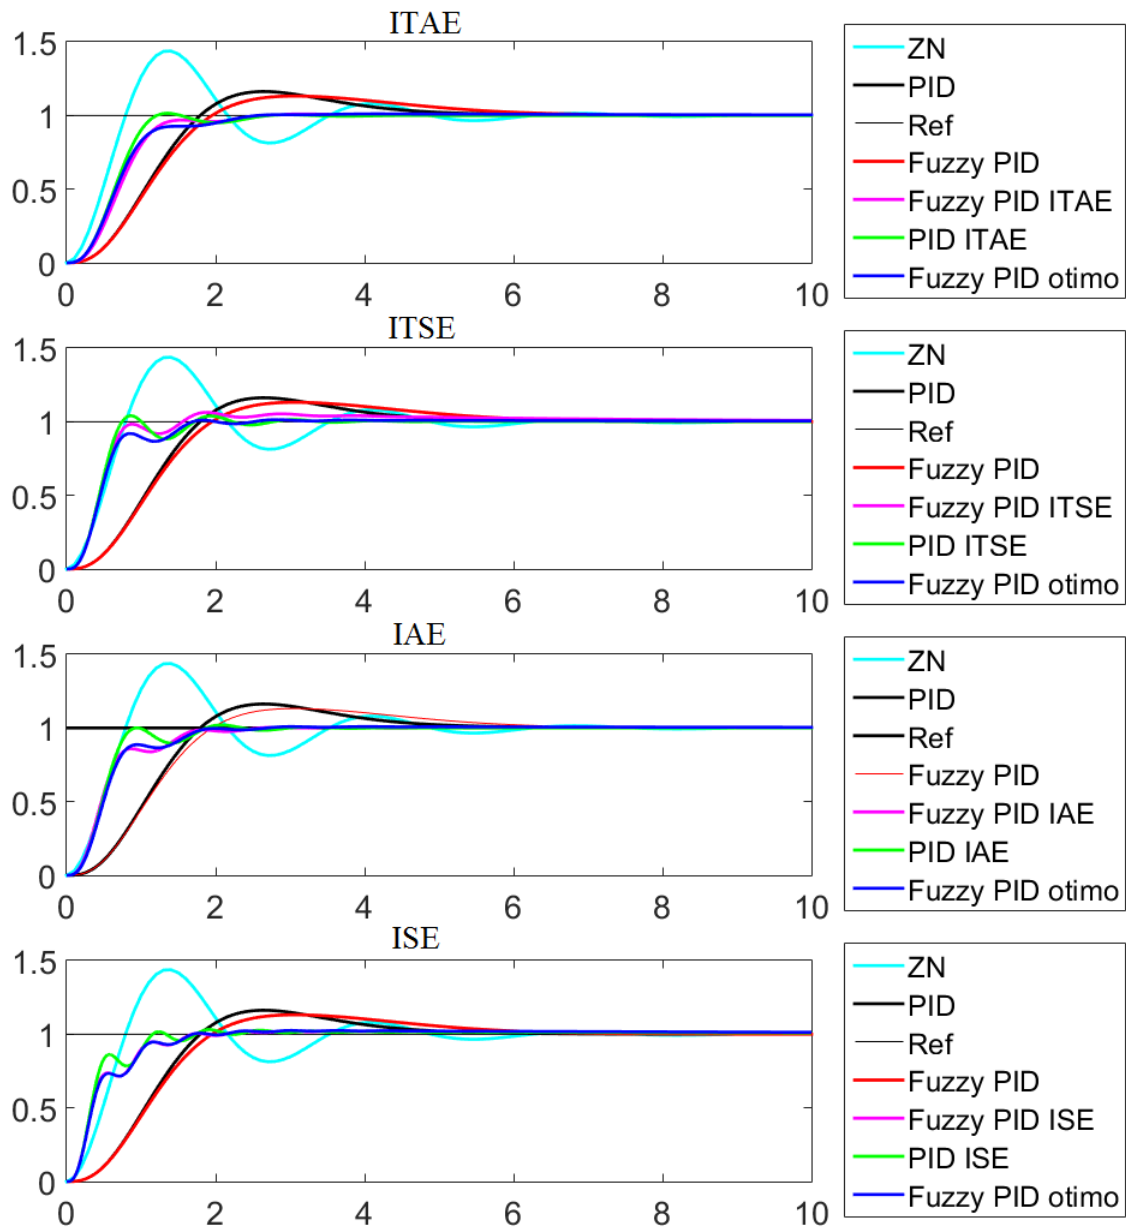 ITAE
1.5
1
0.5
0
0 2 4 6 8 10
ZN
PID
Ref
Fuzzy PID
Fuzzy PID ITAE
PID ITAE
Fuzzy PID otimo
ITSE
1.5
1
0.5
0
0 2 4 6 8 10
ZN
PID
Ref
Fuzzy PID
Fuzzy PID ITSE
PID ITSE
Fuzzy PID otimo
IAE
1.5
1
0.5
0
0 2 4 6 8 10
ZN
PID
Ref
Fuzzy PID
Fuzzy PID IAE
PID IAE
Fuzzy PID otimo
ISE
1.5
1
0.5
0
0 2 4 6 8 10
ZN
PID
Ref
Fuzzy PID
Fuzzy PID ISE
PID ISE
Fuzzy PID otimo